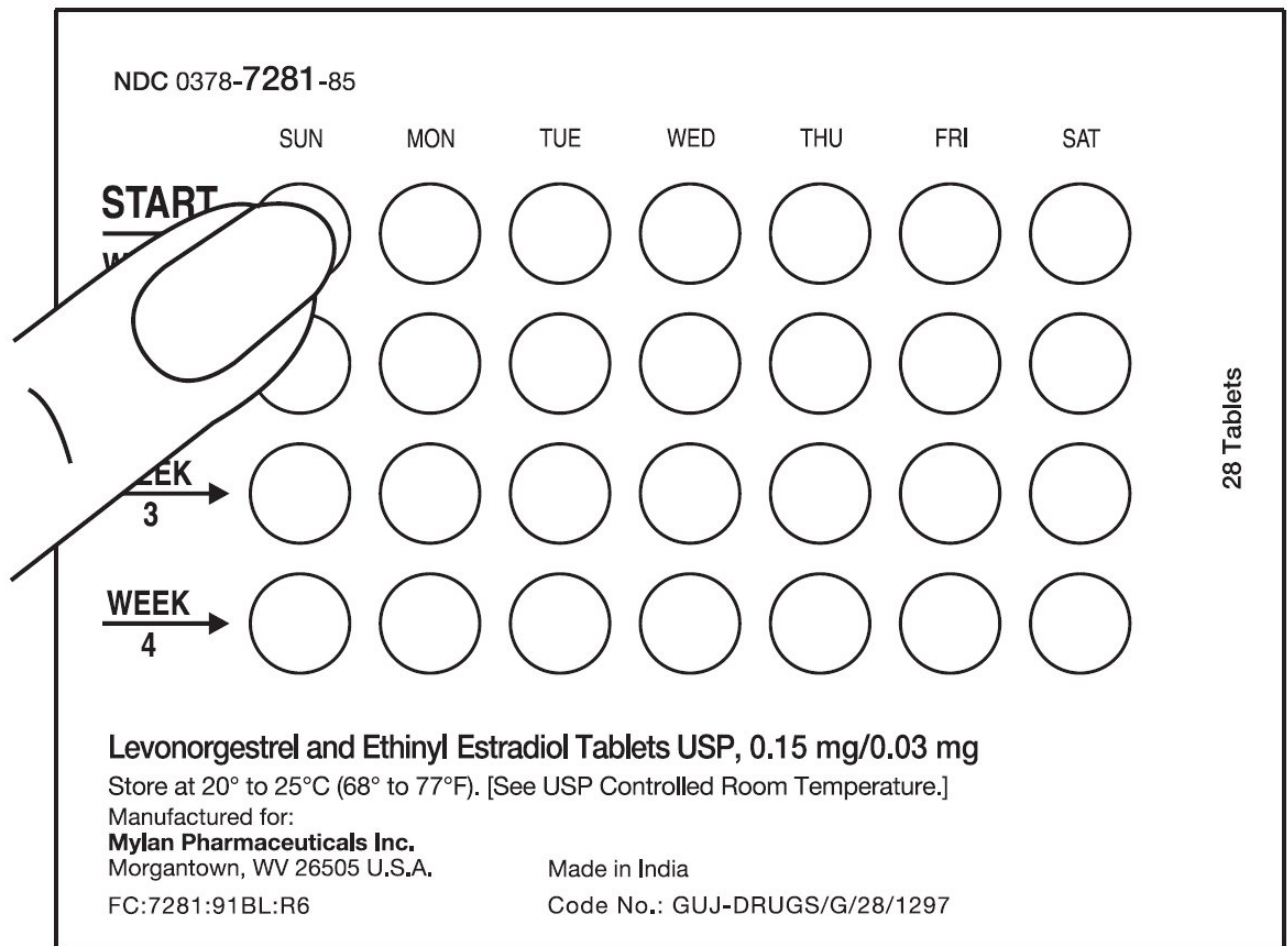 NDC 0378-7281-85
SUN MON TUE WED THU FRI SAT
START
3
WEEK
4
28 Tablets
Levonorgestrel and Ethinyl Estradiol Tablets USP, 0.15 mg/0.03 mg
Store at 20° to 25°C (68° to 77°F). [See USP Controlled Room Temperature.]
Manufactured for:
Mylan Pharmaceuticals Inc.
Morgantown, WV 26505 U.S.A.
Made in India
FC:7281:91BL:R6
Code No.: GUJ-DRUGS/G/28/1297